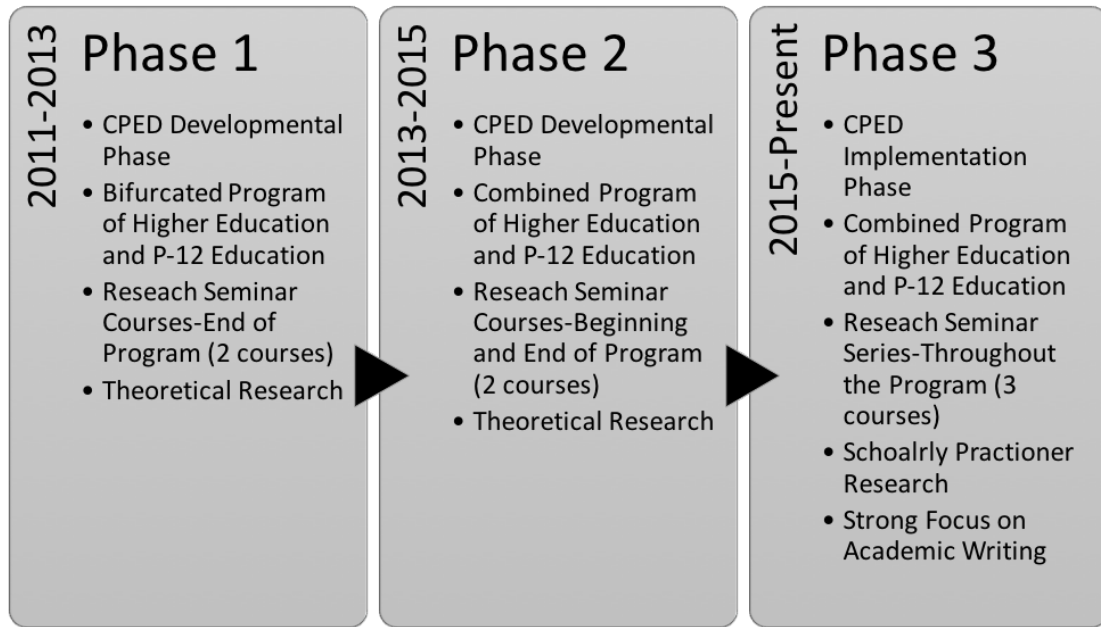 2011-2013
Phase 1
• CPED Developmental
Phase
• Bifurcated Program
of Higher Education
and P-12 Education
• Reseach Seminar
Courses-End of
Program (2 courses)
• Theoretical Research
2013-2015
Phase 2
• CPED Developmental
Phase
• Combined Program
of Higher Education
and P-12 Education
• Reseach Seminar
Courses-Beginning
and End of Program
(2 courses)
• Theoretical Research
2015-Present
Phase 3
• CPED
Implementation
Phase
• Combined Program
of Higher Education
and P-12 Education
• Reseach Seminar
Series-Throughout
the Program (3
courses)
• Schoalrly Practioner
Research
• Strong Focus on
Academic Writing